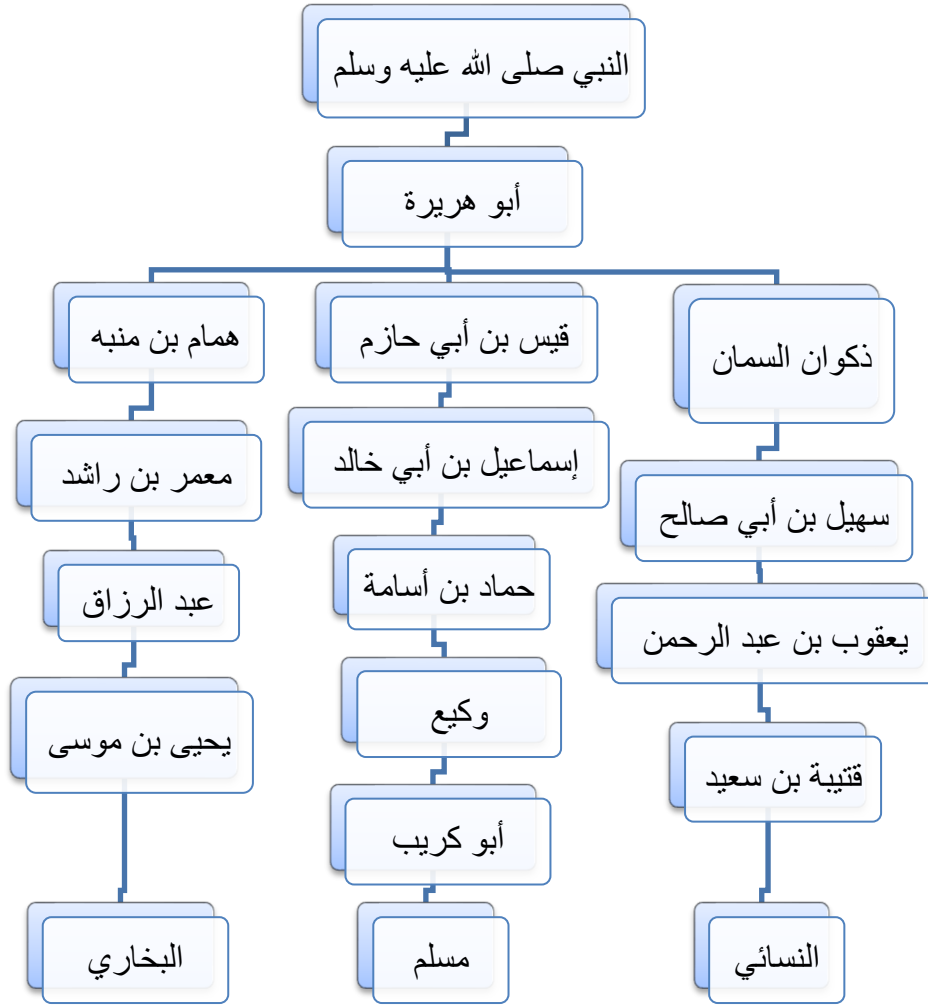 النبي صلى الله عليه وسلم
أبو هريرة
ذكوان السمان
سهيل بن أبي صالح
يعقوب بن عبد الرحمن
قتيبة بن سعيد
النسائي
قيس بن أبي حازم
إسماعيل بن أبي خالد
حماد بن أسامة
وكيع
أبو كريب
مسلم
همام بن منبه
معمر بن راشد
عبد الرزاق
يحيى بن موسى
البخاري